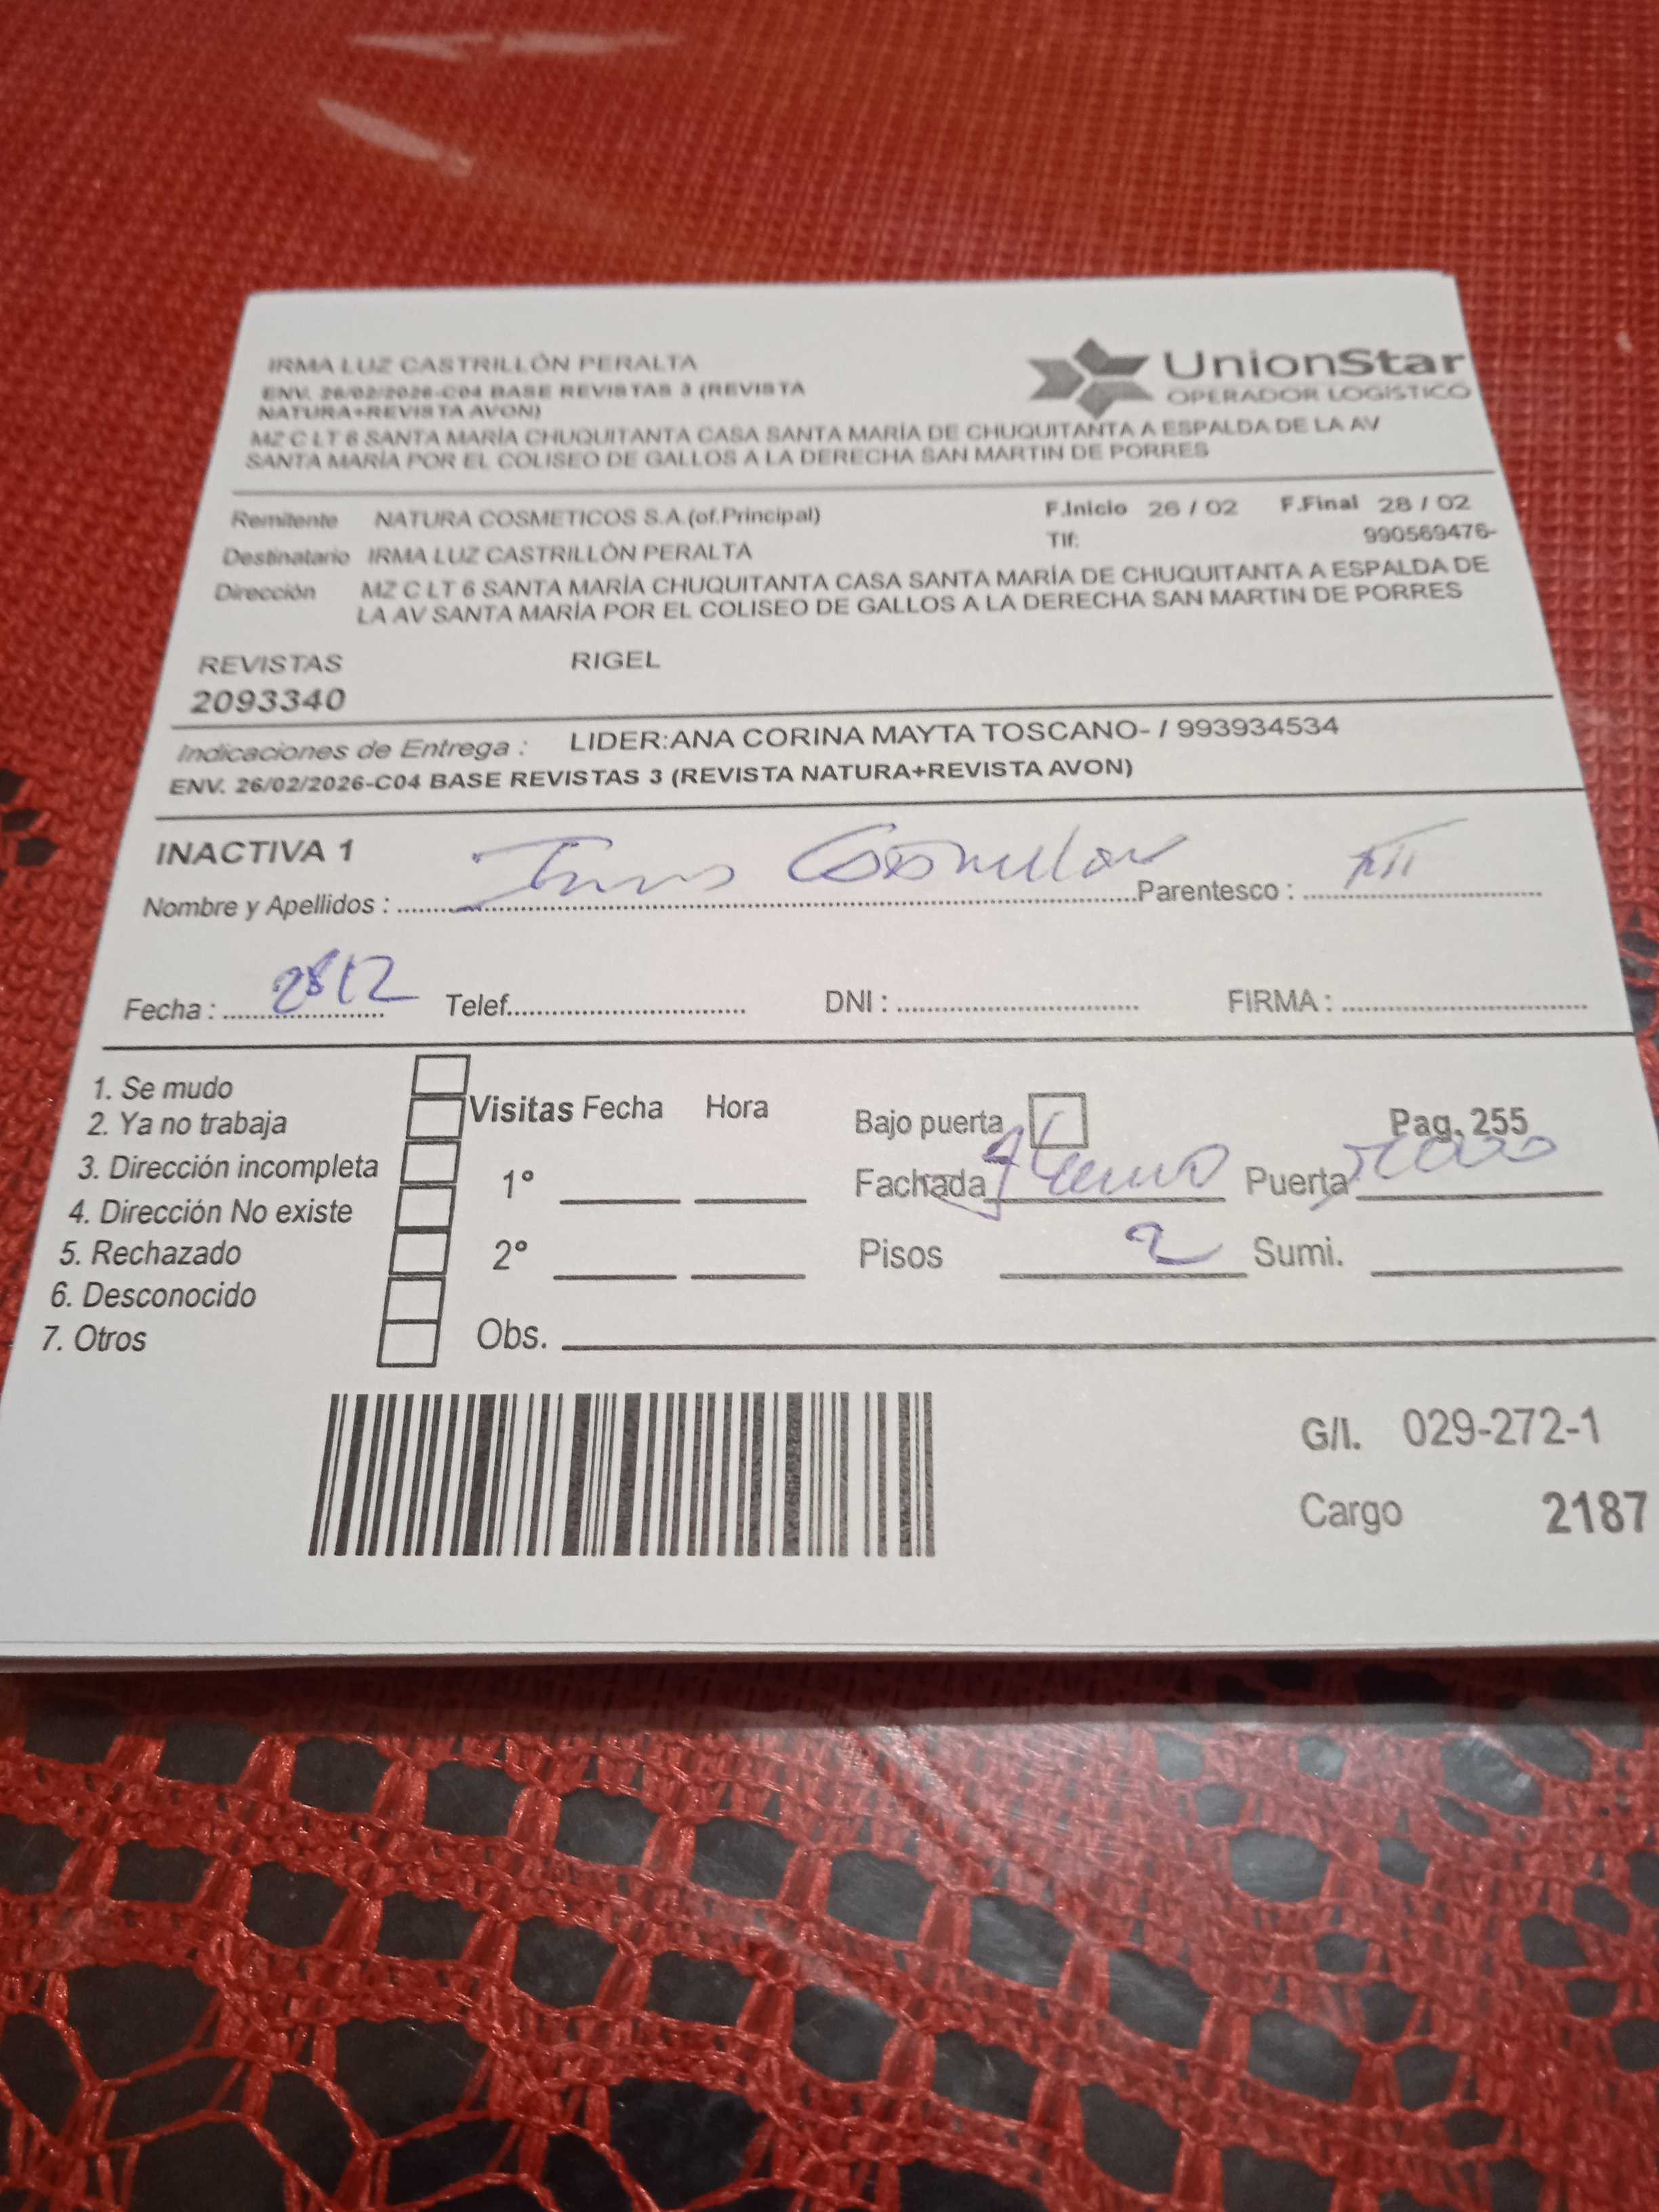 IRMA LUZ CASTRILLÓN PERALTA
UnionStar
OPERADOR LOGÍSTICO
ENV. 26/02/2026-C04 BASE REVISTAS 3 (REVISTA
NATURA+REVISTA AVON)
MZ C LT 6 SANTA MARÍA CHUQUITANTA CASA SANTA MARÍA DE CHUQUITANTA A ESPALDA DE LA AV
SANTA MARÍA POR EL COLISEO DE GALLOS A LA DERECHA SAN MARTIN DE PORRES
Remitente NATURA COSMETICOS S.A.(of.Principal) F.Inicio 26 / 02 F.Final 28 / 02
Tlf: 990569476-
Destinatario IRMA LUZ CASTRILLÓN PERALTA
Dirección MZ C LT 6 SANTA MARÍA CHUQUITANTA CASA SANTA MARÍA DE CHUQUITANTA A ESPALDA DE
LA AV SANTA MARÍA POR EL COLISEO DE GALLOS A LA DERECHA SAN MARTIN DE PORRES
REVISTAS RIGEL
2093340
Indicaciones de Entrega : LIDER:ANA CORINA MAYTA TOSCANO- / 993934534
ENV. 26/02/2026-C04 BASE REVISTAS 3 (REVISTA NATURA+REVISTA AVON)
INACTIVA 1
Nombre y Apellidos : Parentesco :
Fecha : 28/2 Telef. DNI : FIRMA :
1. Se mudo
2. Ya no trabaja
3. Dirección incompleta
4. Dirección No existe
5. Rechazado
6. Desconocido
7. Otros
Visitas Fecha Hora
1°
2°
Obs.
Bajo puerta Pag. 255
Fachada Puerta
Pisos 2 Sumi.
G/I. 029-272-1
Cargo 2187